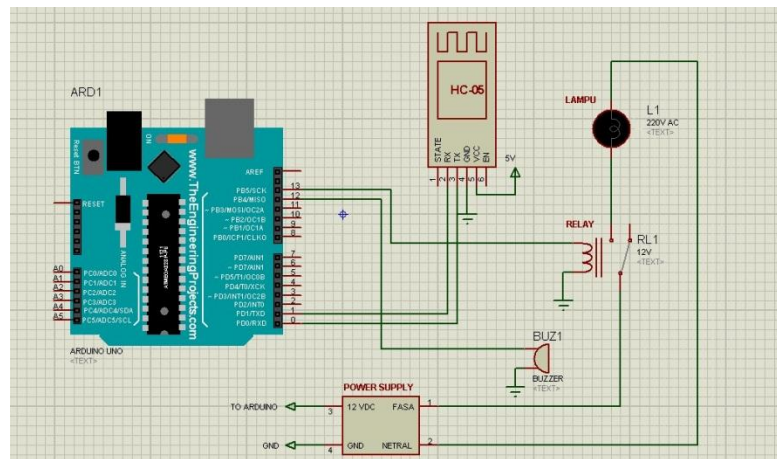 ARD1
ON
Reset BTN
www.TheEngineeringProjects.com
ANALOG IN
RESET
A0
A1
A2
A3
A4
A5
PC0/ADC0
PC1/ADC1
PC2/ADC2
PC3/ADC3
PC4/ADC4/SDA
PC5/ADC5/SCL
AREF
PB5/SCK 13
PB4/MISO 12
~ PB3/MOSI/OC2A 11
~ PB2/OC1B 10
~ PB1/OC1A 9
PB0/ICP1/CLKO 8
PD7/AIN1 7
~ PD7/AIN1 6
~ PD5/T1/OC0B 5
PD4/T0/XCK 4
~ PD3/INT1/OC2B 3
PD2/INT0 2
PD1/TXD 1
PD0/RXD 0
ARDUINO UNO
<TEXT>
HC-05
STATE
RX
TX
GND
VCC
EN
1
2
3
4
5
6
5V
LAMPU
L1
220V AC
<TEXT>
RELAY
RL1
12V
<TEXT>
BUZ1
BUZZER
<TEXT>
POWER SUPPLY
TO ARDUINO 3 12 VDC FASA 1
GND 4 GND NETRAL 2